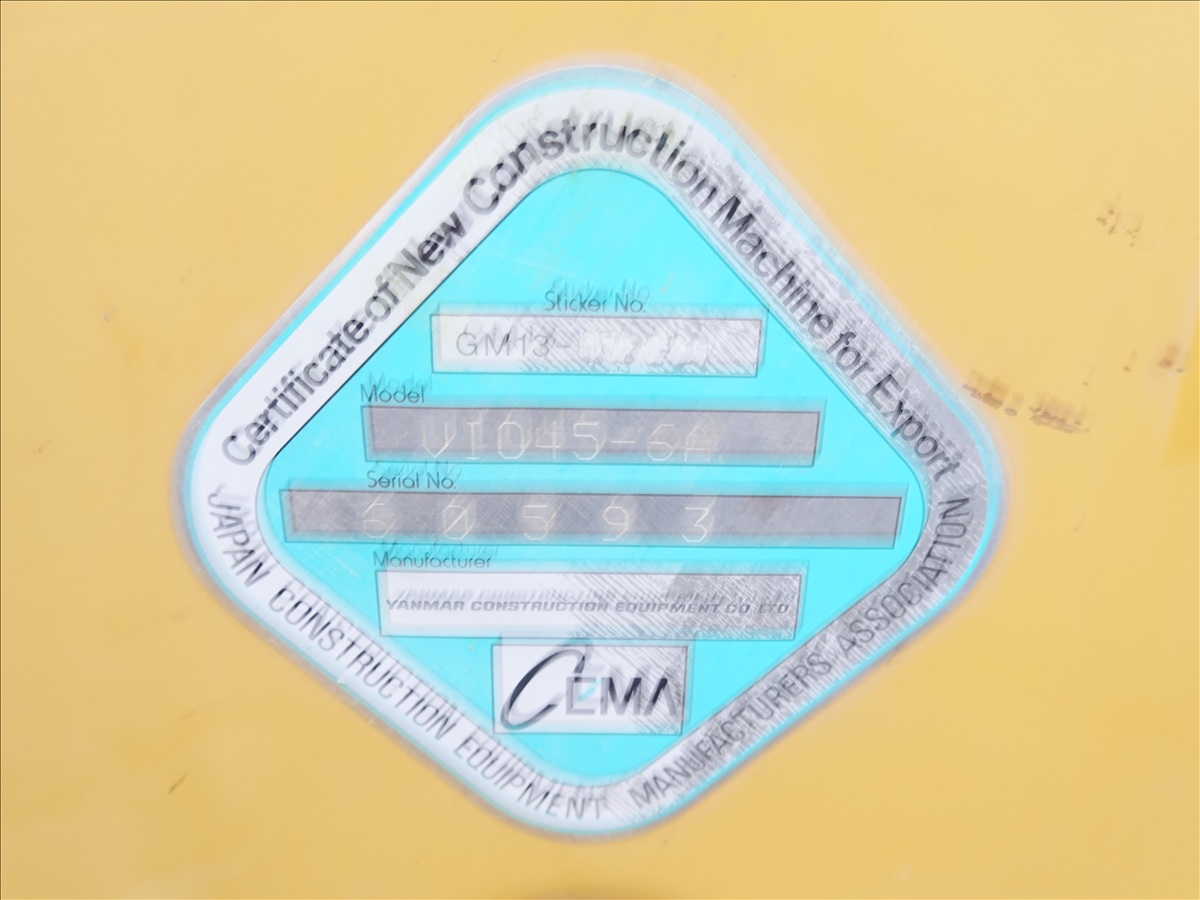 Certificate of New Construction Machine for Export
Sticker No.
GM13-
Model
VIO45-6A
Serial No.
60593
Manufacturer
YANMAR CONSTRUCTION EQUIPMENT CO.,LTD.
CEMA
JAPAN CONSTRUCTION EQUIPMENT MANUFACTURERS ASSOCIATION